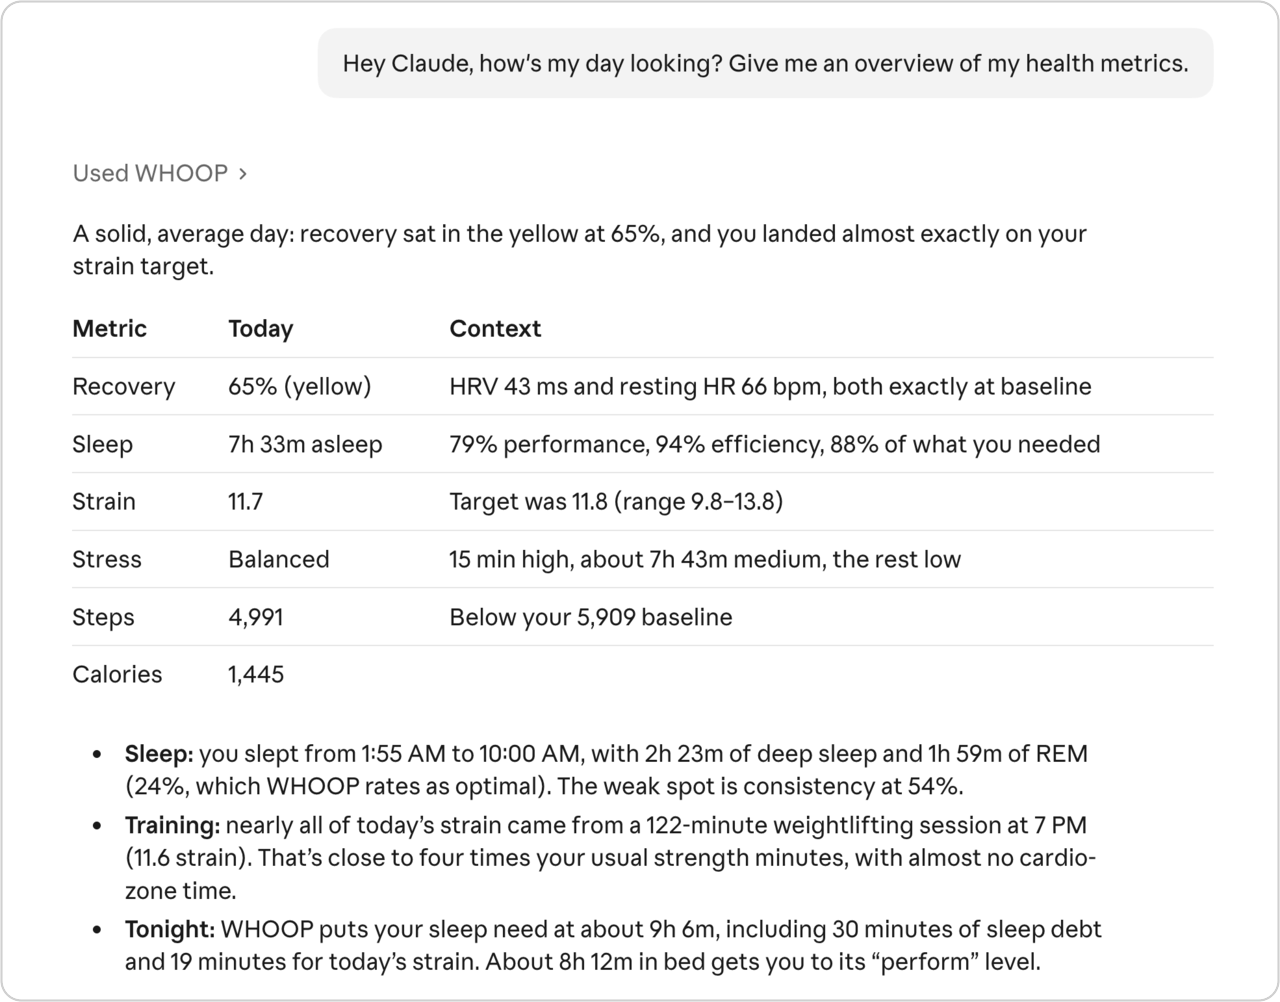 Hey Claude, how's my day looking? Give me an overview of my health metrics.
Used WHOOP >
A solid, average day: recovery sat in the yellow at 65%, and you landed almost exactly on your
strain target.
Metric Today Context
Recovery 65% (yellow) HRV 43 ms and resting HR 66 bpm, both exactly at baseline
Sleep 7h 33m asleep 79% performance, 94% efficiency, 88% of what you needed
Strain 11.7 Target was 11.8 (range 9.8–13.8)
Stress Balanced 15 min high, about 7h 43m medium, the rest low
Steps 4,991 Below your 5,909 baseline
Calories 1,445
• Sleep: you slept from 1:55 AM to 10:00 AM, with 2h 23m of deep sleep and 1h 59m of REM
(24%, which WHOOP rates as optimal). The weak spot is consistency at 54%.
• Training: nearly all of today’s strain came from a 122-minute weightlifting session at 7 PM
(11.6 strain). That’s close to four times your usual strength minutes, with almost no cardio-
zone time.
• Tonight: WHOOP puts your sleep need at about 9h 6m, including 30 minutes of sleep debt
and 19 minutes for today’s strain. About 8h 12m in bed gets you to its “perform” level.